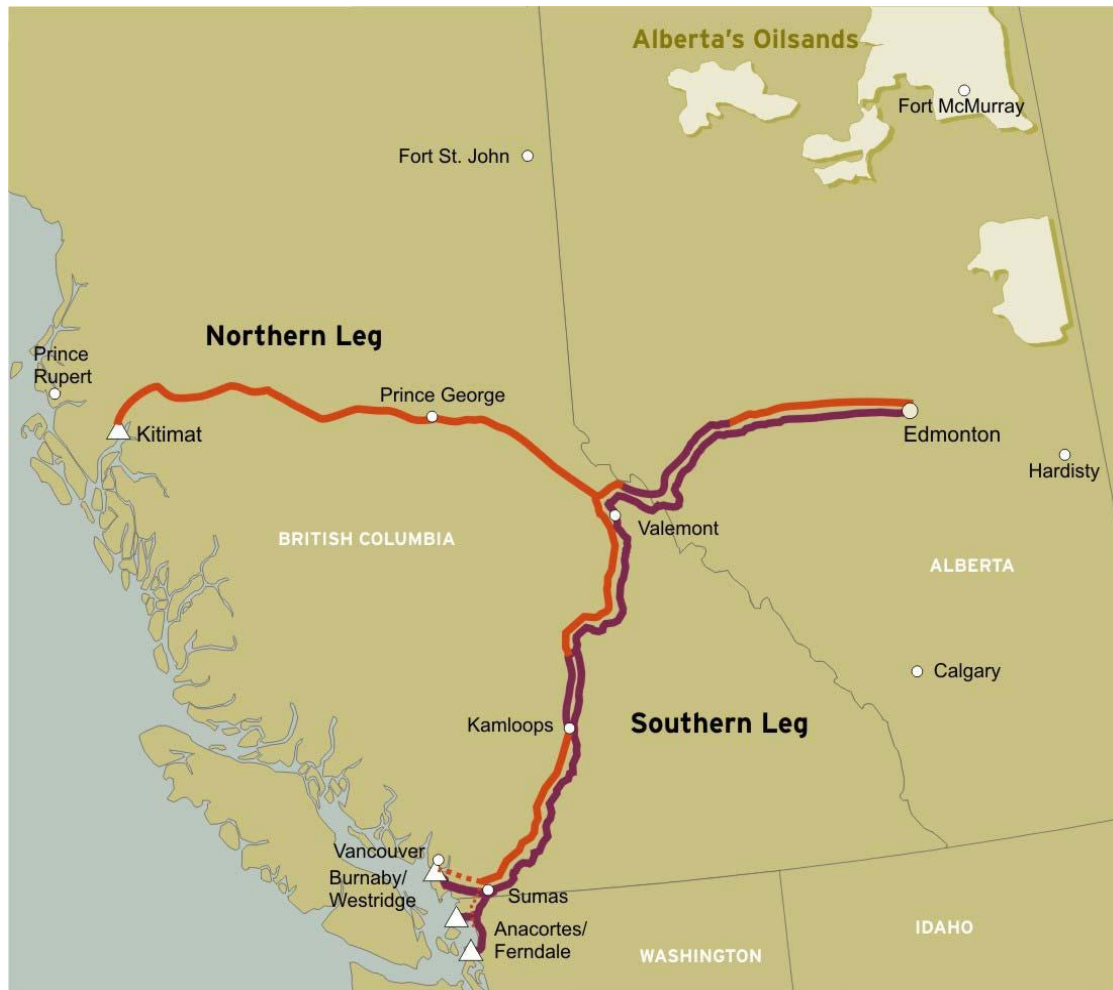 Alberta's Oilsands
Fort McMurray
Fort St. John
Northern Leg
Prince
Rupert
Prince George
Kitimat
Edmonton
Hardisty
Valemont
BRITISH COLUMBIA
ALBERTA
Calgary
Kamloops
Southern Leg
Vancouver
Burnaby/
Westridge
Sumas
Anacortes/
Ferndale
WASHINGTON
IDAHO